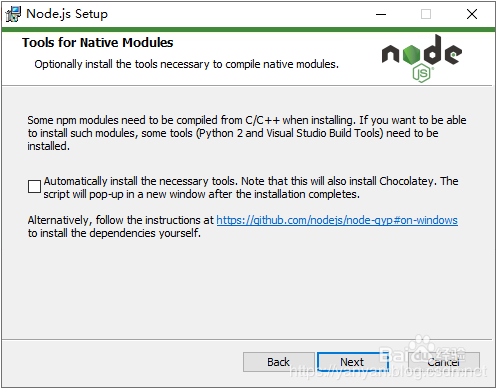 Node.js Setup
Tools for Native Modules
Optionally install the tools necessary to compile native modules.
node
JS
Some npm modules need to be compiled from C/C++ when installing. If you want to be able
to install such modules, some tools (Python 2 and Visual Studio Build Tools) need to be
installed.
Automatically install the necessary tools. Note that this will also install Chocolatey. The
script will pop-up in a new window after the installation completes.
Alternatively, follow the instructions at https://github.com/nodejs/node-gyp#on-windows
to install the dependencies yourself.
Back
Next
Cancel
Bai 经验